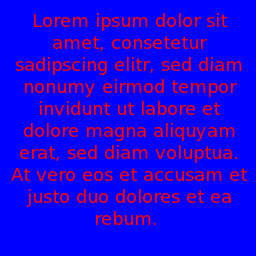 Lorem ipsum dolor sit
amet, consetetur
sadipscing elitr, sed diam
nonumy eirmod tempor
invidunt ut labore et
dolore magna aliquyam
erat, sed diam voluptua.
At vero eos et accusam et
justo duo dolores et ea
rebum.